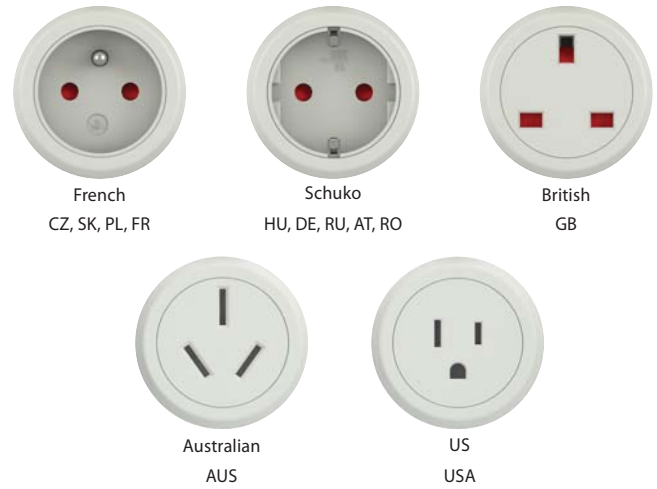 French
CZ, SK, PL, FR
Schuko
HU, DE, RU, AT, RO
British
GB
Australian
AUS
US
USA